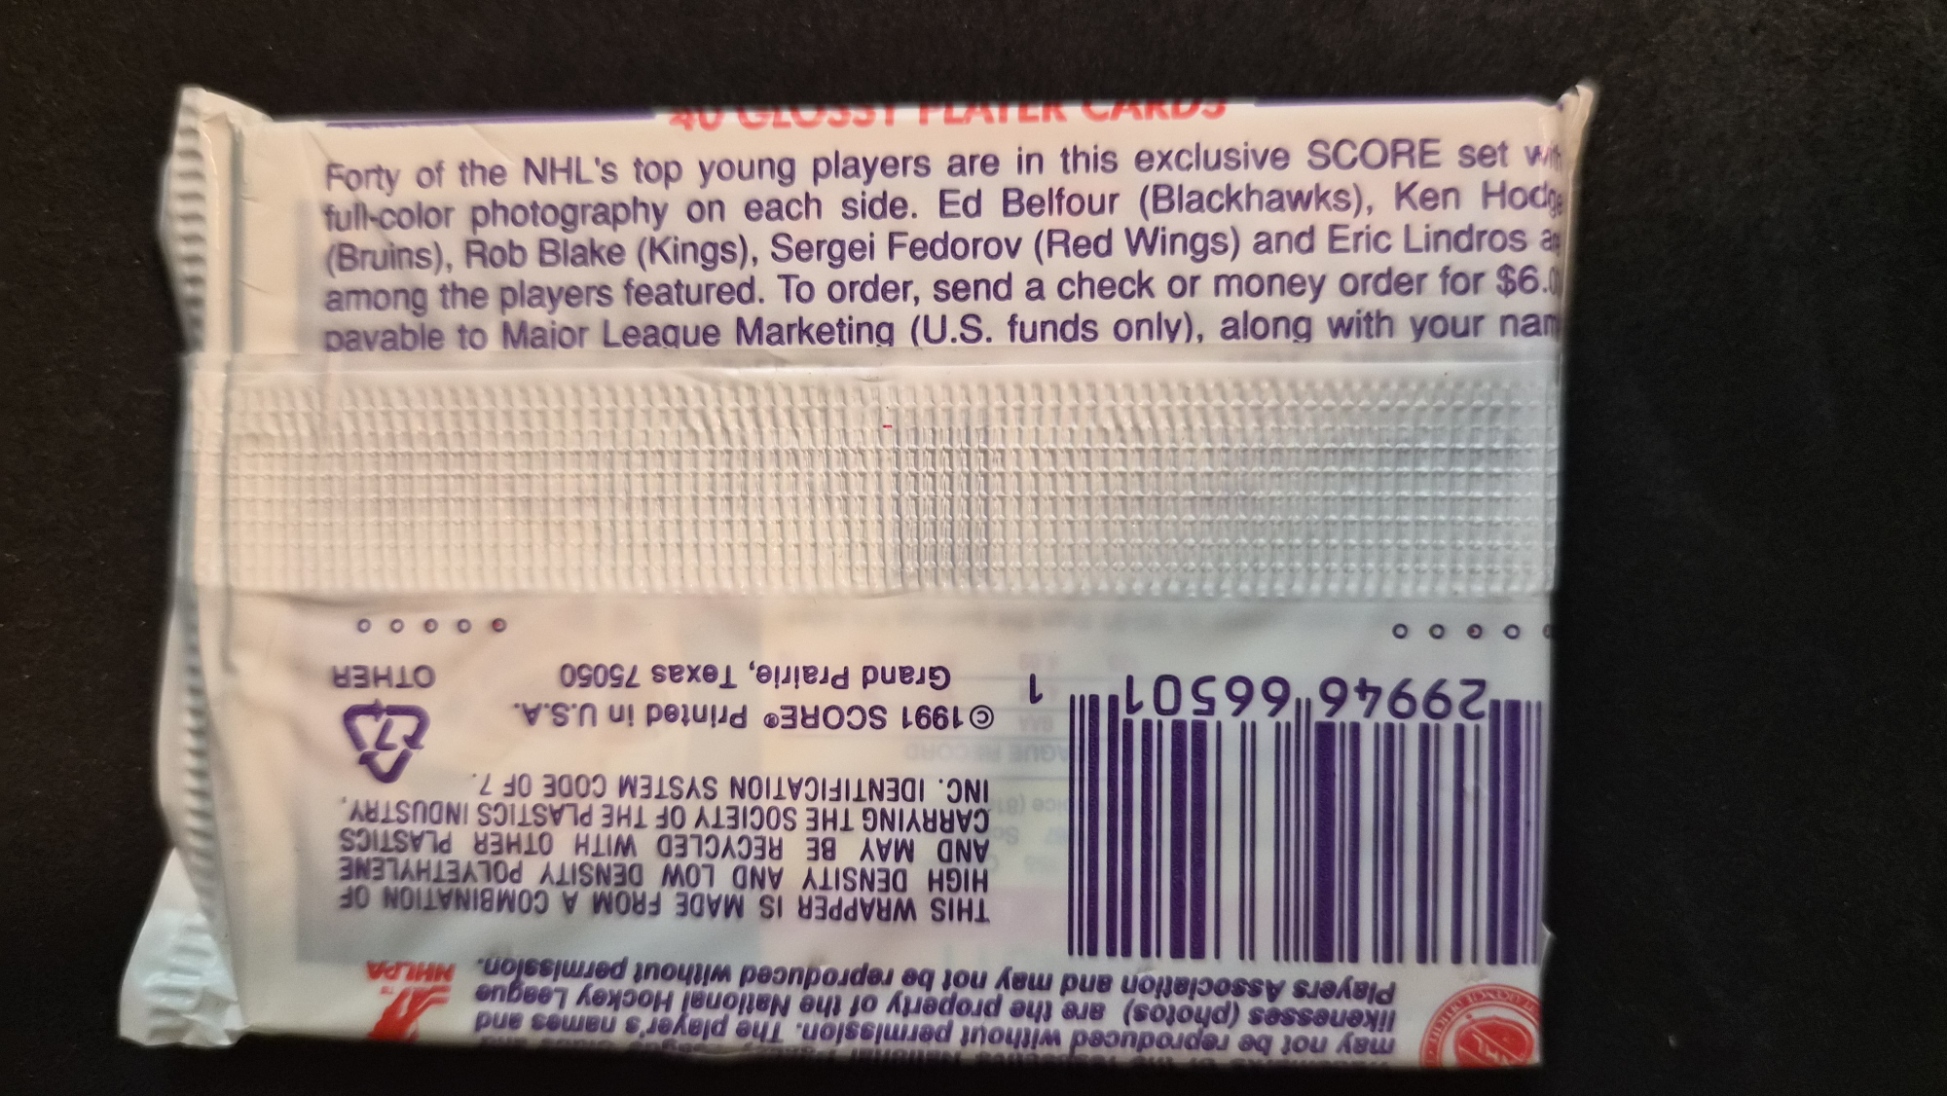 40 GLOSSY PLAYER CARDS
Forty of the NHL's top young players are in this exclusive SCORE set with
full-color photography on each side. Ed Belfour (Blackhawks), Ken Hodge
(Bruins), Rob Blake (Kings), Sergei Fedorov (Red Wings) and Eric Lindros
among the players featured. To order, send a check or money order for $6.0
payable to Major League Marketing (U.S. funds only), along with your nam
may not be reproduced without permission. The player's names and
likenesses (photos) are the property of the National Hockey League
Players Association and may not be reproduced without permission.
NHLPA
THIS WRAPPER IS MADE FROM A COMBINATION OF
HIGH DENSITY AND LOW DENSITY POLYETHYLENE
AND MAY BE RECYCLED WITH OTHER PLASTICS
CARRYING THE SOCIETY OF THE PLASTICS INDUSTRY,
INC. IDENTIFICATION SYSTEM CODE OF 7.
©1991 SCORE® Printed in U.S.A.
Grand Prairie, Texas 75050
7
OTHER
29946 66501 1